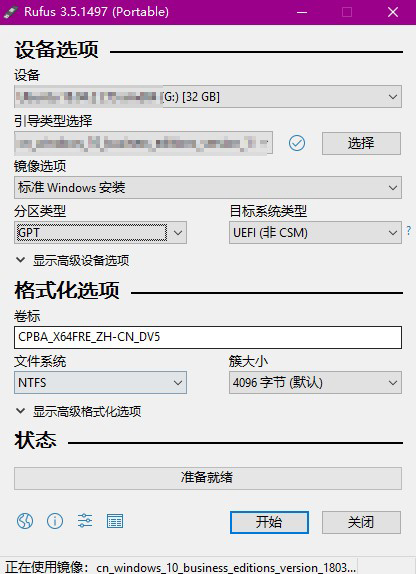 Rufus 3.5.1497 (Portable)
设备选项
设备
(G:) [32 GB]
引导类型选择
选择
镜像选项
标准 Windows 安装
分区类型 目标系统类型
GPT UEFI (非 CSM) ?
显示高级设备选项
格式化选项
卷标
CPBA_X64FRE_ZH-CN_DV5
文件系统 簇大小
NTFS 4096 字节 (默认)
显示高级格式化选项
状态
准备就绪
开始 关闭
正在使用镜像: cn_windows_10_business_editions_version_1803...